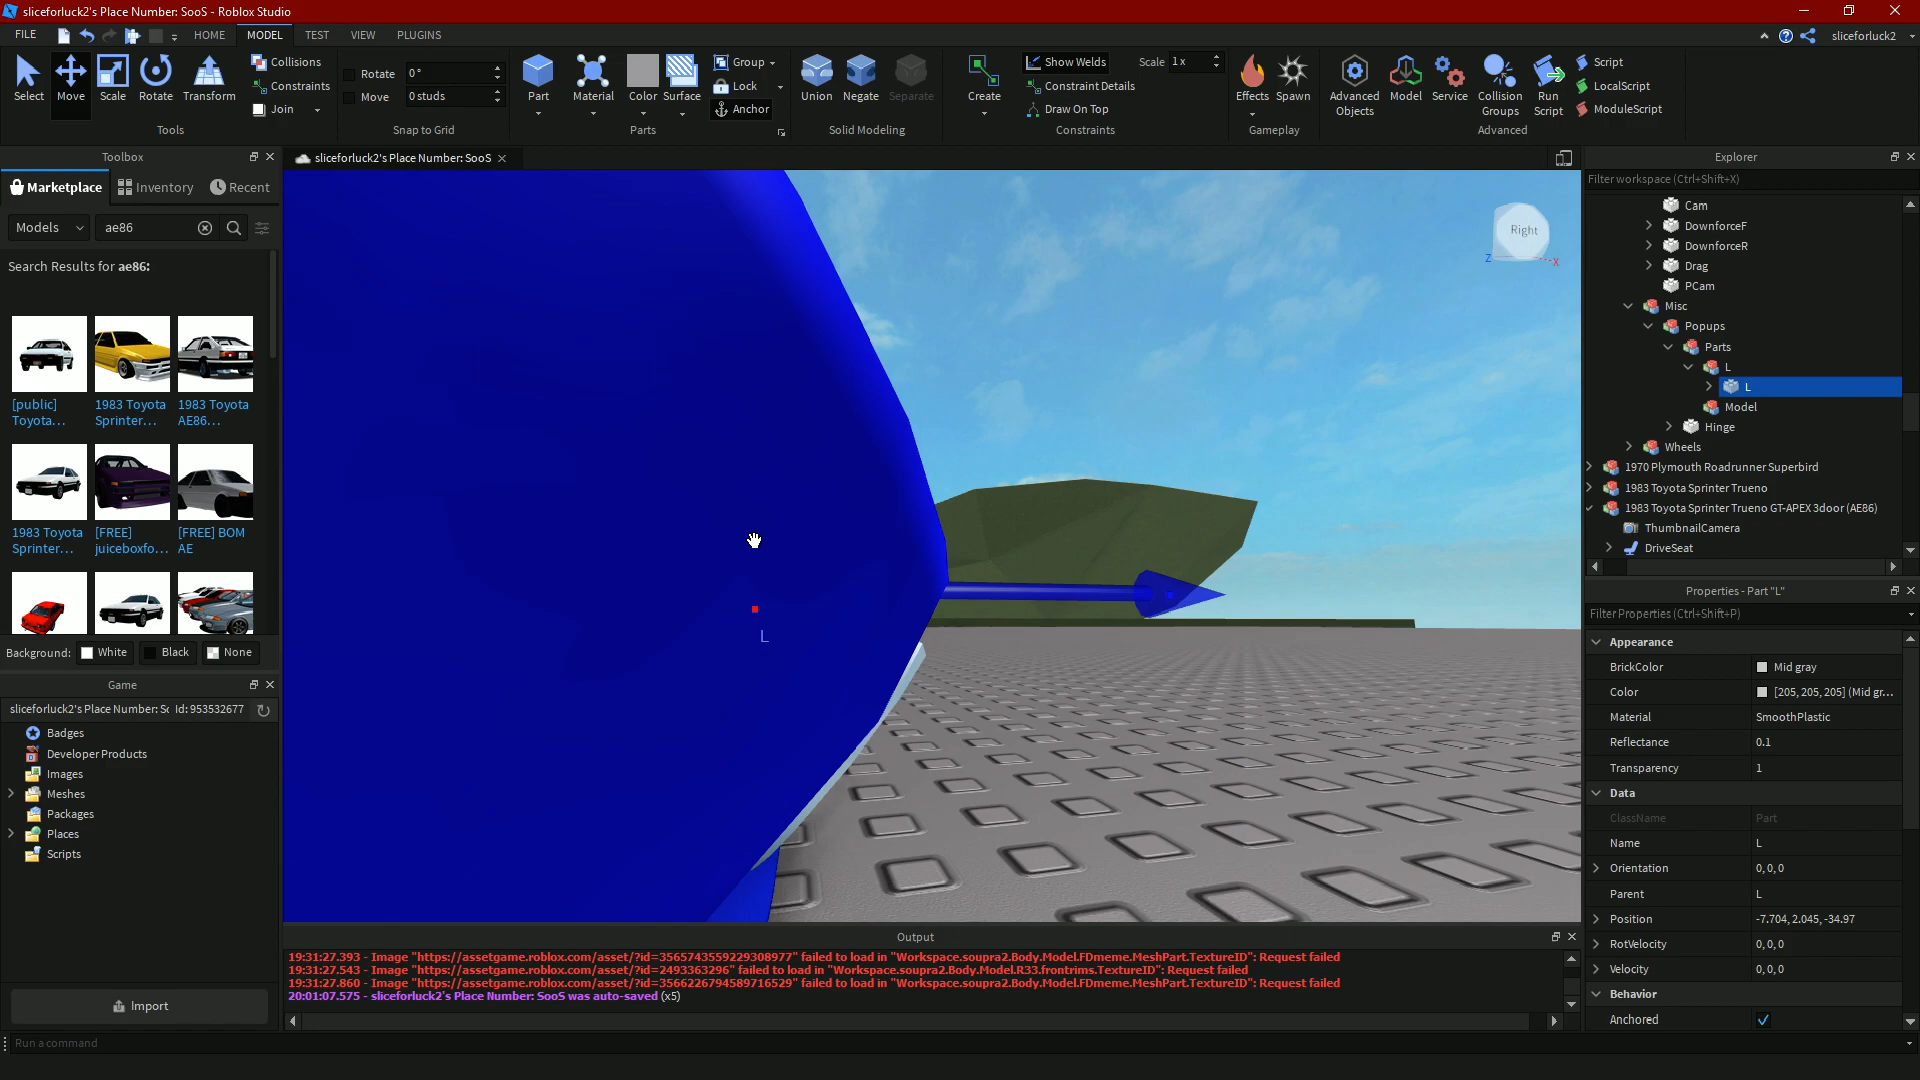 sliceforluck2's Place Number: SooS - Roblox Studio
FILE HOME MODEL TEST VIEW PLUGINS sliceforluck2
Select Move Scale Rotate Transform
Collisions
Constraints
Join
Tools
Rotate 0°
Move 0 studs
Snap to Grid
Part Material Color Surface
Group
Lock
Anchor
Parts
Union Negate Separate
Solid Modeling
Create
Show Welds Scale 1 x
Constraint Details
Draw On Top
Constraints
Effects Spawn
Gameplay
Advanced Objects Model Service Collision Groups Run Script
Script
LocalScript
ModuleScript
Advanced
Toolbox
Marketplace Inventory Recent
Models ae86
Search Results for ae86:
[public] Toyota...
1983 Toyota Sprinter...
1983 Toyota AE86...
1983 Toyota Sprinter...
[FREE] juiceboxfo...
[FREE] BOM AE
Background: White Black None
Game
sliceforluck2's Place Number: Sc Id: 953532677
Badges
Developer Products
Images
Meshes
Packages
Places
Scripts
Import
sliceforluck2's Place Number: SooS
Right
Z X
L
Output
19:31:27.393 - Image "https://assetgame.roblox.com/asset/?id=3565743559229308977" failed to load in "Workspace.soupra2.Body.Model.FDmeme.MeshPart.TextureID": Request failed
19:31:27.543 - Image "https://assetgame.roblox.com/asset/?id=2493363296" failed to load in "Workspace.soupra2.Body.Model.R33.frontrims.TextureID": Request failed
19:31:27.860 - Image "https://assetgame.roblox.com/asset/?id=3566226794589716529" failed to load in "Workspace.soupra2.Body.Model.FDmeme.MeshPart.TextureID": Request failed
20:01:07.575 - sliceforluck2's Place Number: SooS was auto-saved (x5)
Run a command
Explorer
Filter workspace (Ctrl+Shift+X)
Cam
DownforceF
DownforceR
Drag
PCam
Misc
Popups
Parts
L
L
Model
Hinge
Wheels
1970 Plymouth Roadrunner Superbird
1983 Toyota Sprinter Trueno
1983 Toyota Sprinter Trueno GT-APEX 3door (AE86)
ThumbnailCamera
DriveSeat
Properties - Part "L"
Filter Properties (Ctrl+Shift+P)
Appearance
BrickColor Mid gray
Color [205, 205, 205] (Mid gr...
Material SmoothPlastic
Reflectance 0.1
Transparency 1
Data
ClassName Part
Name L
Orientation 0, 0, 0
Parent L
Position -7.704, 2.045, -34.97
RotVelocity 0, 0, 0
Velocity 0, 0, 0
Behavior
Anchored